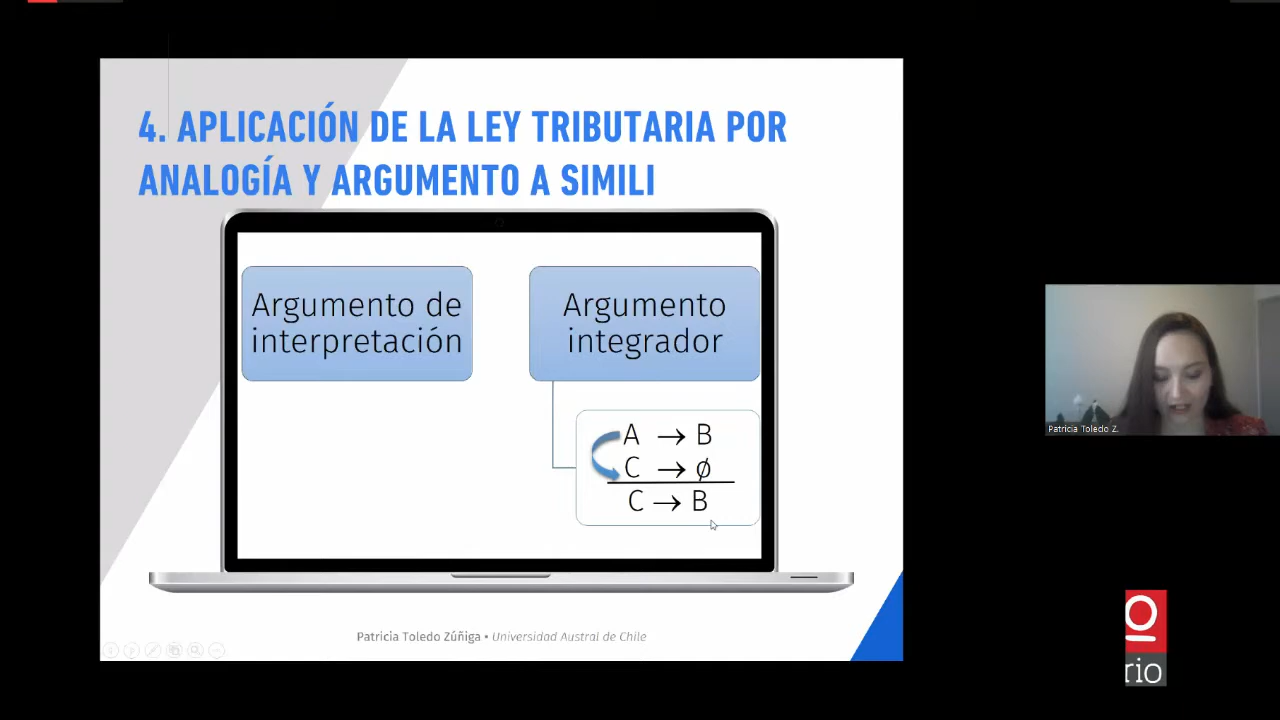 4. APLICACIÓN DE LA LEY TRIBUTARIA POR
ANALOGÍA Y ARGUMENTO A SIMILI
Argumento de
interpretación
Argumento
integrador
A → B
C → ø
C → B
Patricia Toledo Zúñiga • Universidad Austral de Chile
Patricia Toledo Z.
rio